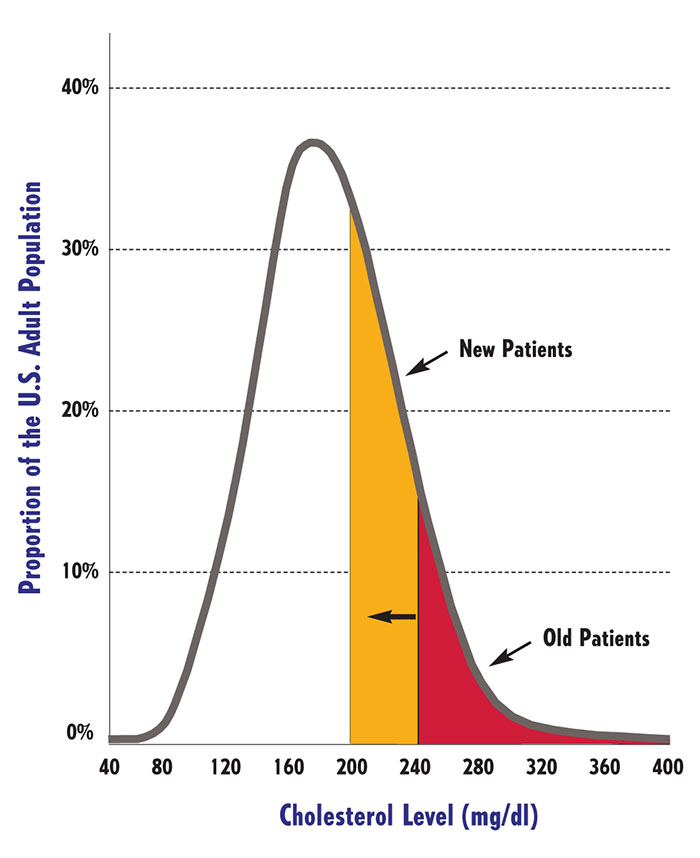 40%
30%
20%
10%
0%
Proportion of the U.S. Adult Population
New Patients
Old Patients
40 80 120 160 200 240 280 320 360 400
Cholesterol Level (mg/dl)